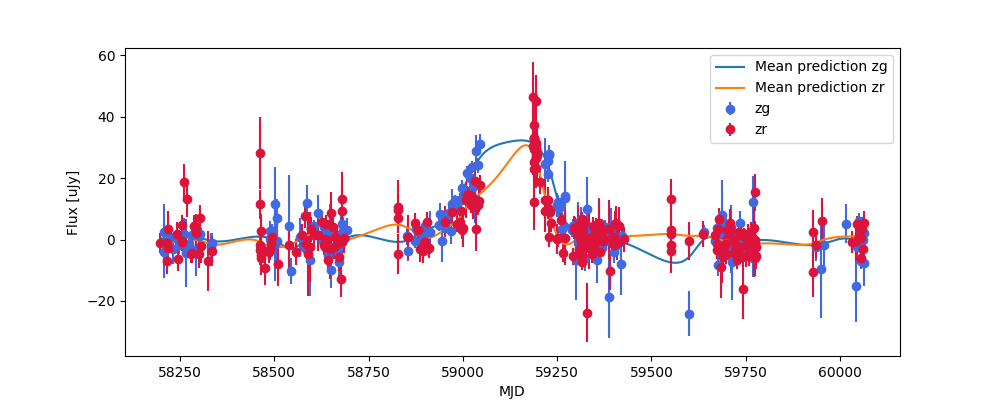 60
40
20
0
−20
Flux [uJy]
Mean prediction zg
Mean prediction zr
zg
zr
58250 58500 58750 59000 59250 59500 59750 60000
MJD